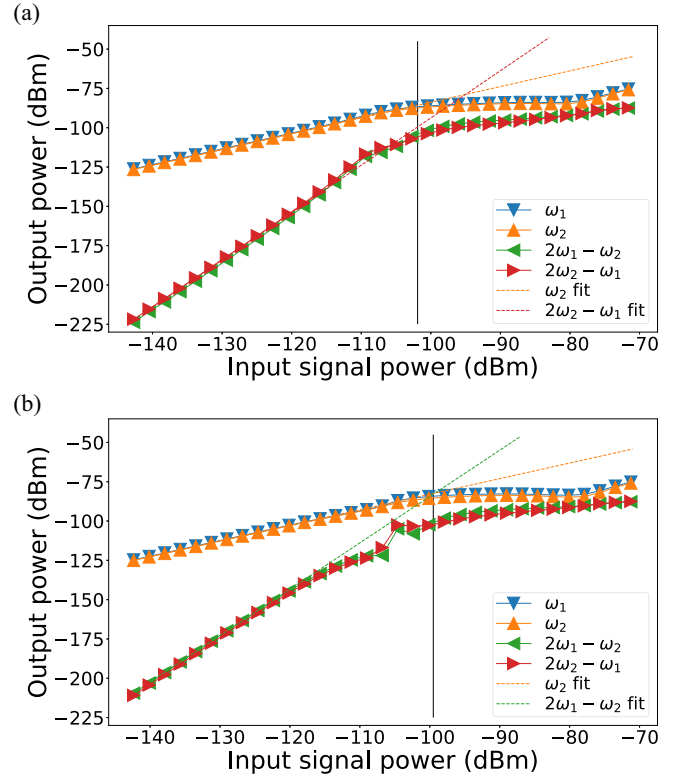 (a)
−50
−75
−100
−125
−150
−175
−200
−225
Output power (dBm)
ω₁
ω₂
2ω₁ − ω₂
2ω₂ − ω₁
ω₂ fit
2ω₂ − ω₁ fit
−140 −130 −120 −110 −100 −90 −80 −70
Input signal power (dBm)
(b)
−50
−75
−100
−125
−150
−175
−200
−225
Output power (dBm)
ω₁
ω₂
2ω₁ − ω₂
2ω₂ − ω₁
ω₂ fit
2ω₁ − ω₂ fit
−140 −130 −120 −110 −100 −90 −80 −70
Input signal power (dBm)